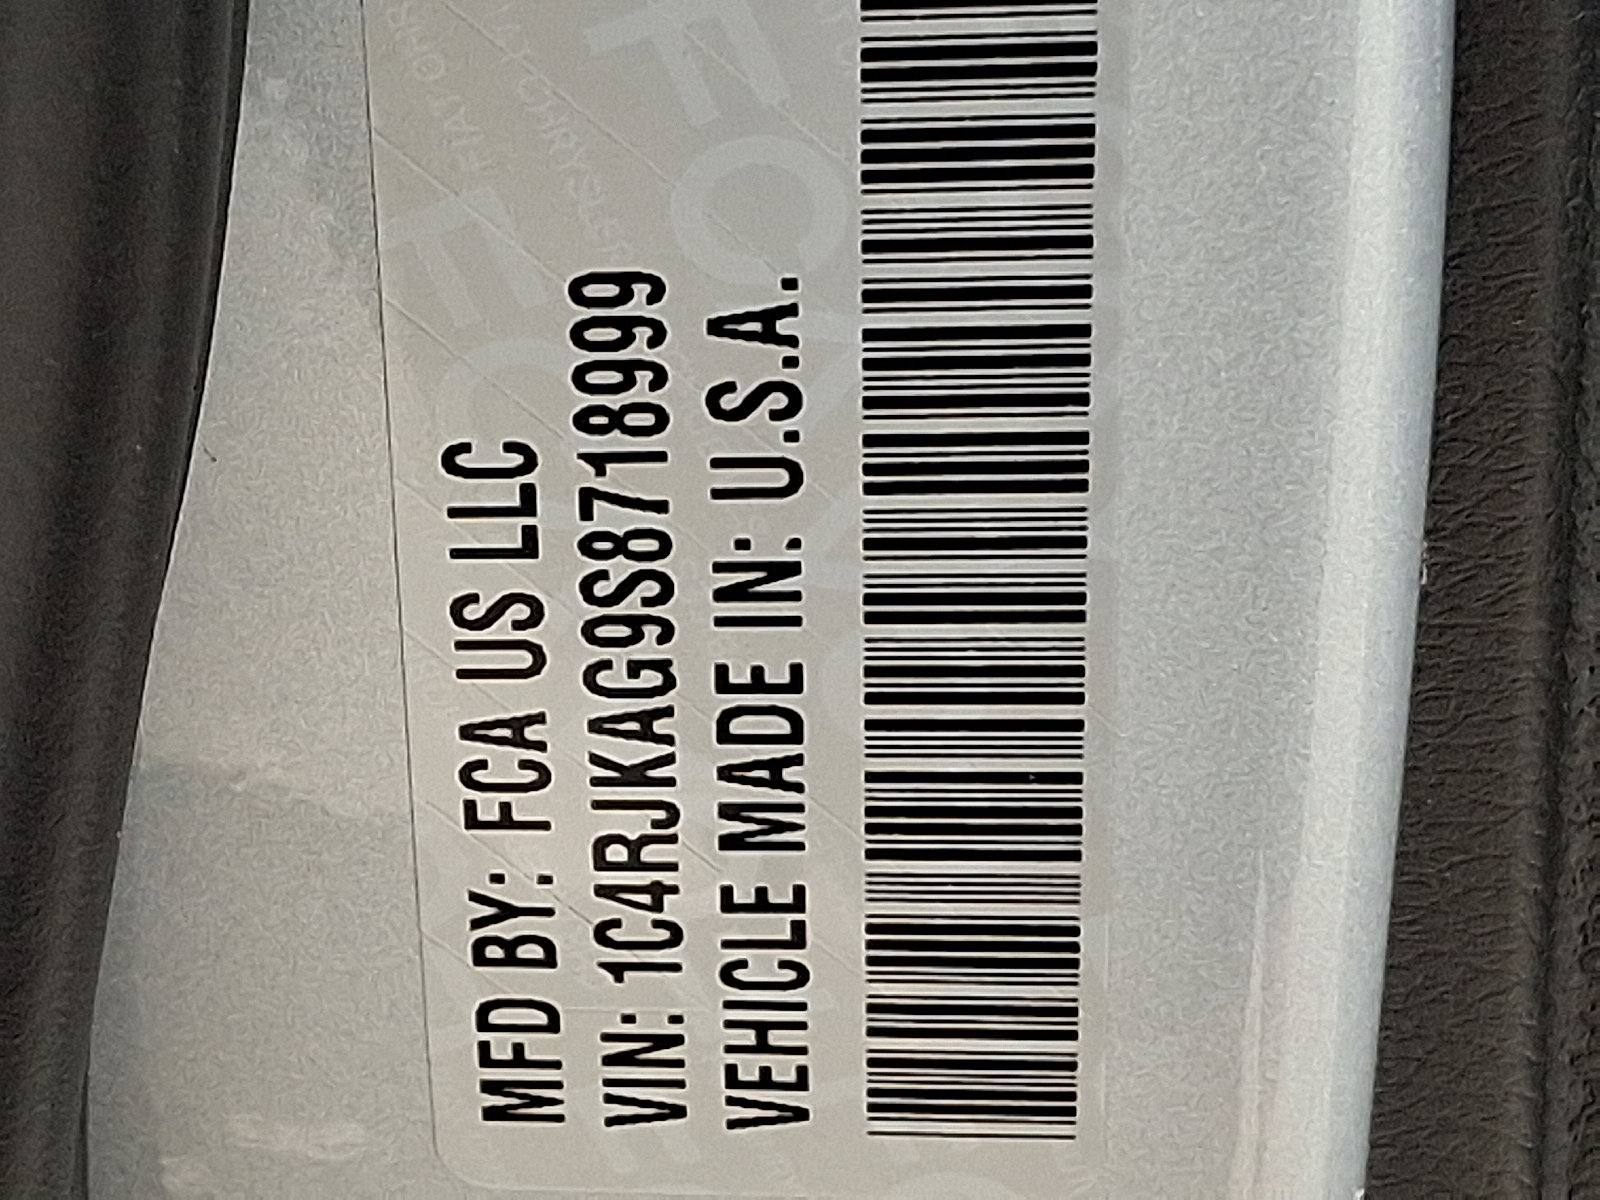 MFD BY: FCA US LLC
VIN: 1C4RJKAG9S8718999
VEHICLE MADE IN: U.S.A.